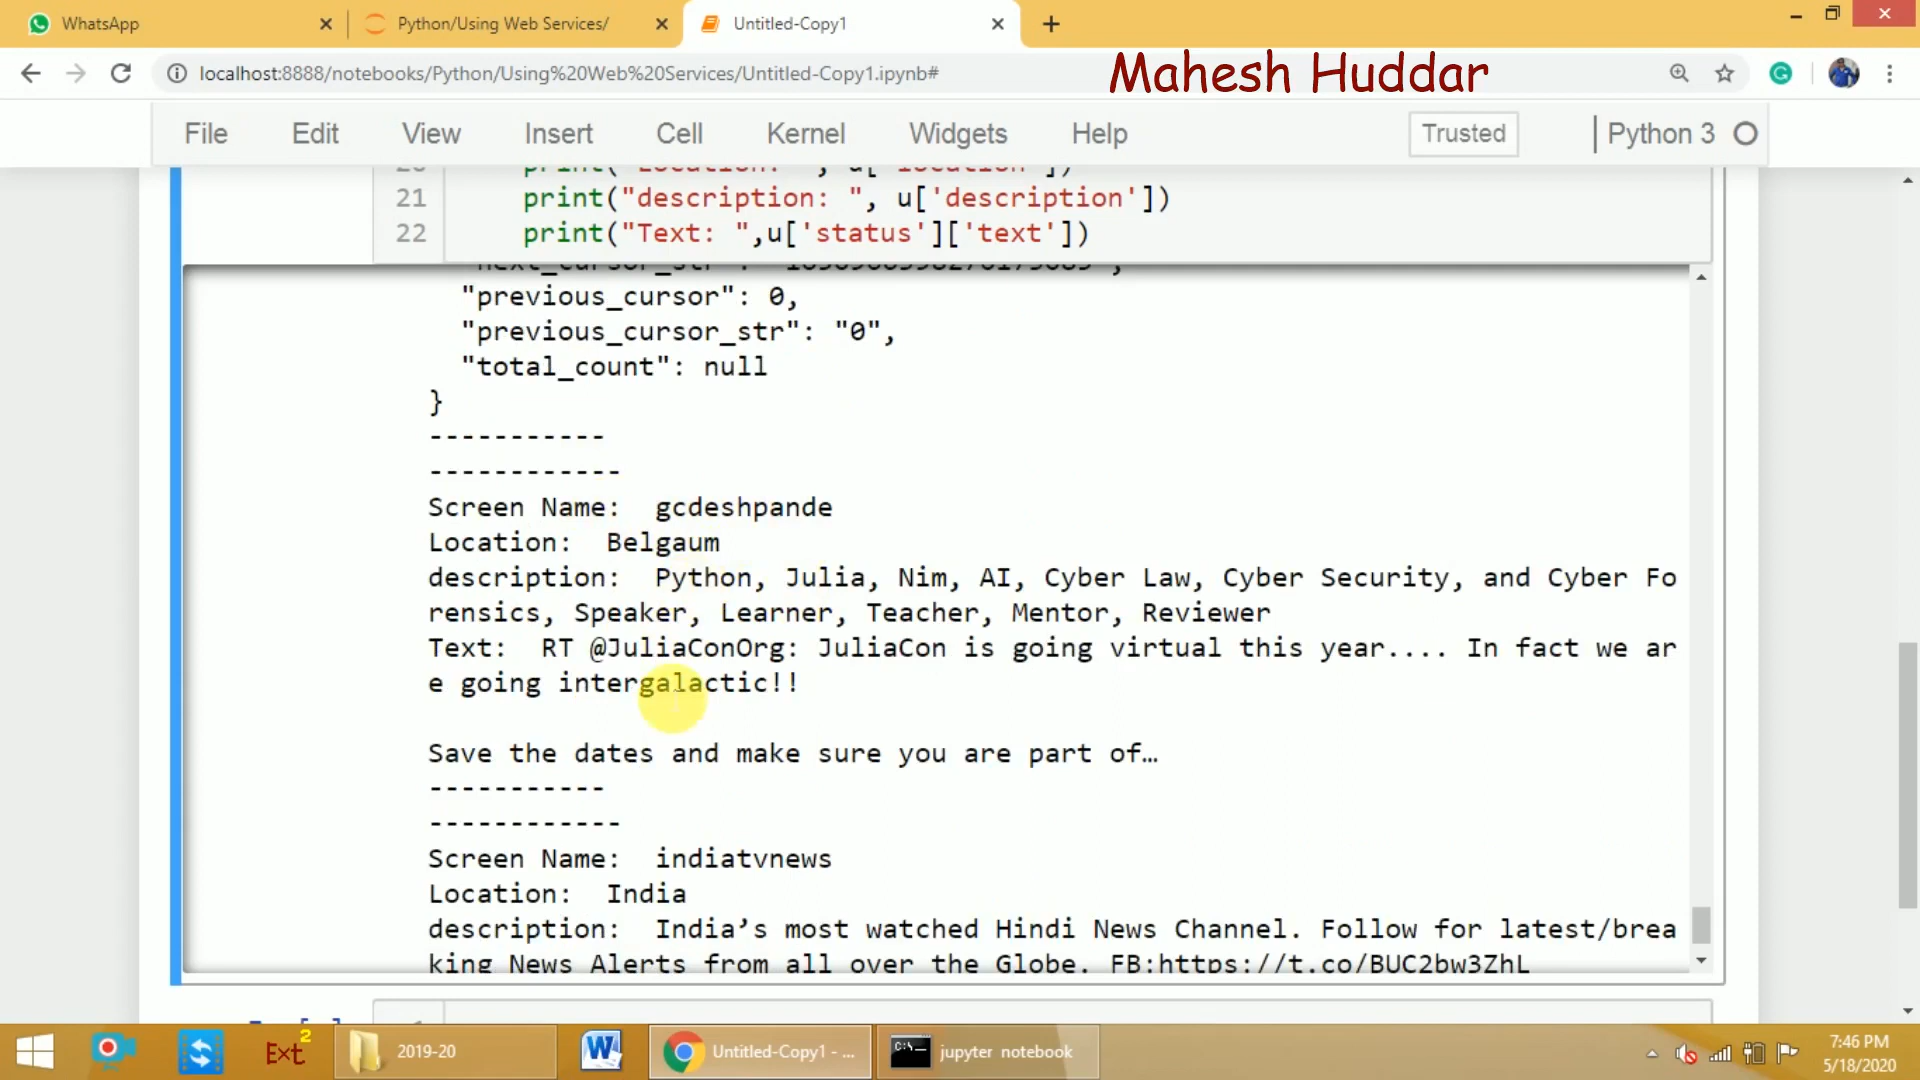 WhatsApp
Python/Using Web Services/
Untitled-Copy1
localhost:8888/notebooks/Python/Using%20Web%20Services/Untitled-Copy1.ipynb#
Mahesh Huddar
File Edit View Insert Cell Kernel Widgets Help Trusted Python 3
20 print("Location: ", u['location'])
21 print("description: ", u['description'])
22 print("Text: ",u['status']['text'])
"previous_cursor": 0,
"previous_cursor_str": "0",
"total_count": null
}
-----------
------------
Screen Name:  gcdeshpande
Location:  Belgaum
description:  Python, Julia, Nim, AI, Cyber Law, Cyber Security, and Cyber Fo
rensics, Speaker, Learner, Teacher, Mentor, Reviewer
Text:  RT @JuliaConOrg: JuliaCon is going virtual this year.... In fact we ar
e going intergalactic!!
Save the dates and make sure you are part of…
-----------
------------
Screen Name:  indiatvnews
Location:  India
description:  India’s most watched Hindi News Channel. Follow for latest/brea
king News Alerts from all over the Globe. FB:https://t.co/BUC2bw3ZhL
Ext2
2019-20
Untitled-Copy1 - ...
jupyter notebook
7:46 PM
5/18/2020